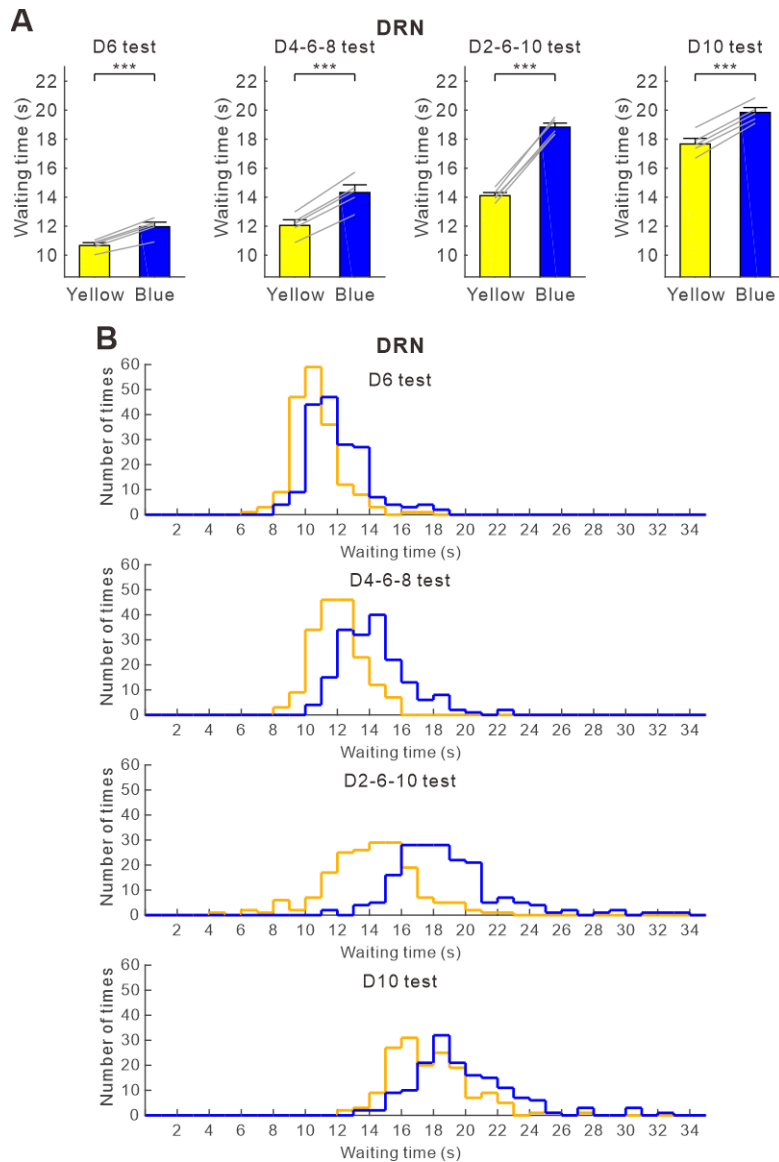 A
DRN
D6 test
D4-6-8 test
D2-6-10 test
D10 test
***
***
***
***
Waiting time (s)
22
20
18
16
14
12
10
Yellow Blue
Waiting time (s)
22
20
18
16
14
12
10
Yellow Blue
Waiting time (s)
22
20
18
16
14
12
10
Yellow Blue
Waiting time (s)
22
20
18
16
14
12
10
Yellow Blue
B
DRN
D6 test
Number of times
60
50
40
30
20
10
0
2 4 6 8 10 12 14 16 18 20 22 24 26 28 30 32 34
Waiting time (s)
D4-6-8 test
Number of times
60
50
40
30
20
10
0
2 4 6 8 10 12 14 16 18 20 22 24 26 28 30 32 34
Waiting time (s)
D2-6-10 test
Number of times
60
50
40
30
20
10
0
2 4 6 8 10 12 14 16 18 20 22 24 26 28 30 32 34
Waiting time (s)
D10 test
Number of times
60
50
40
30
20
10
0
2 4 6 8 10 12 14 16 18 20 22 24 26 28 30 32 34
Waiting time (s)